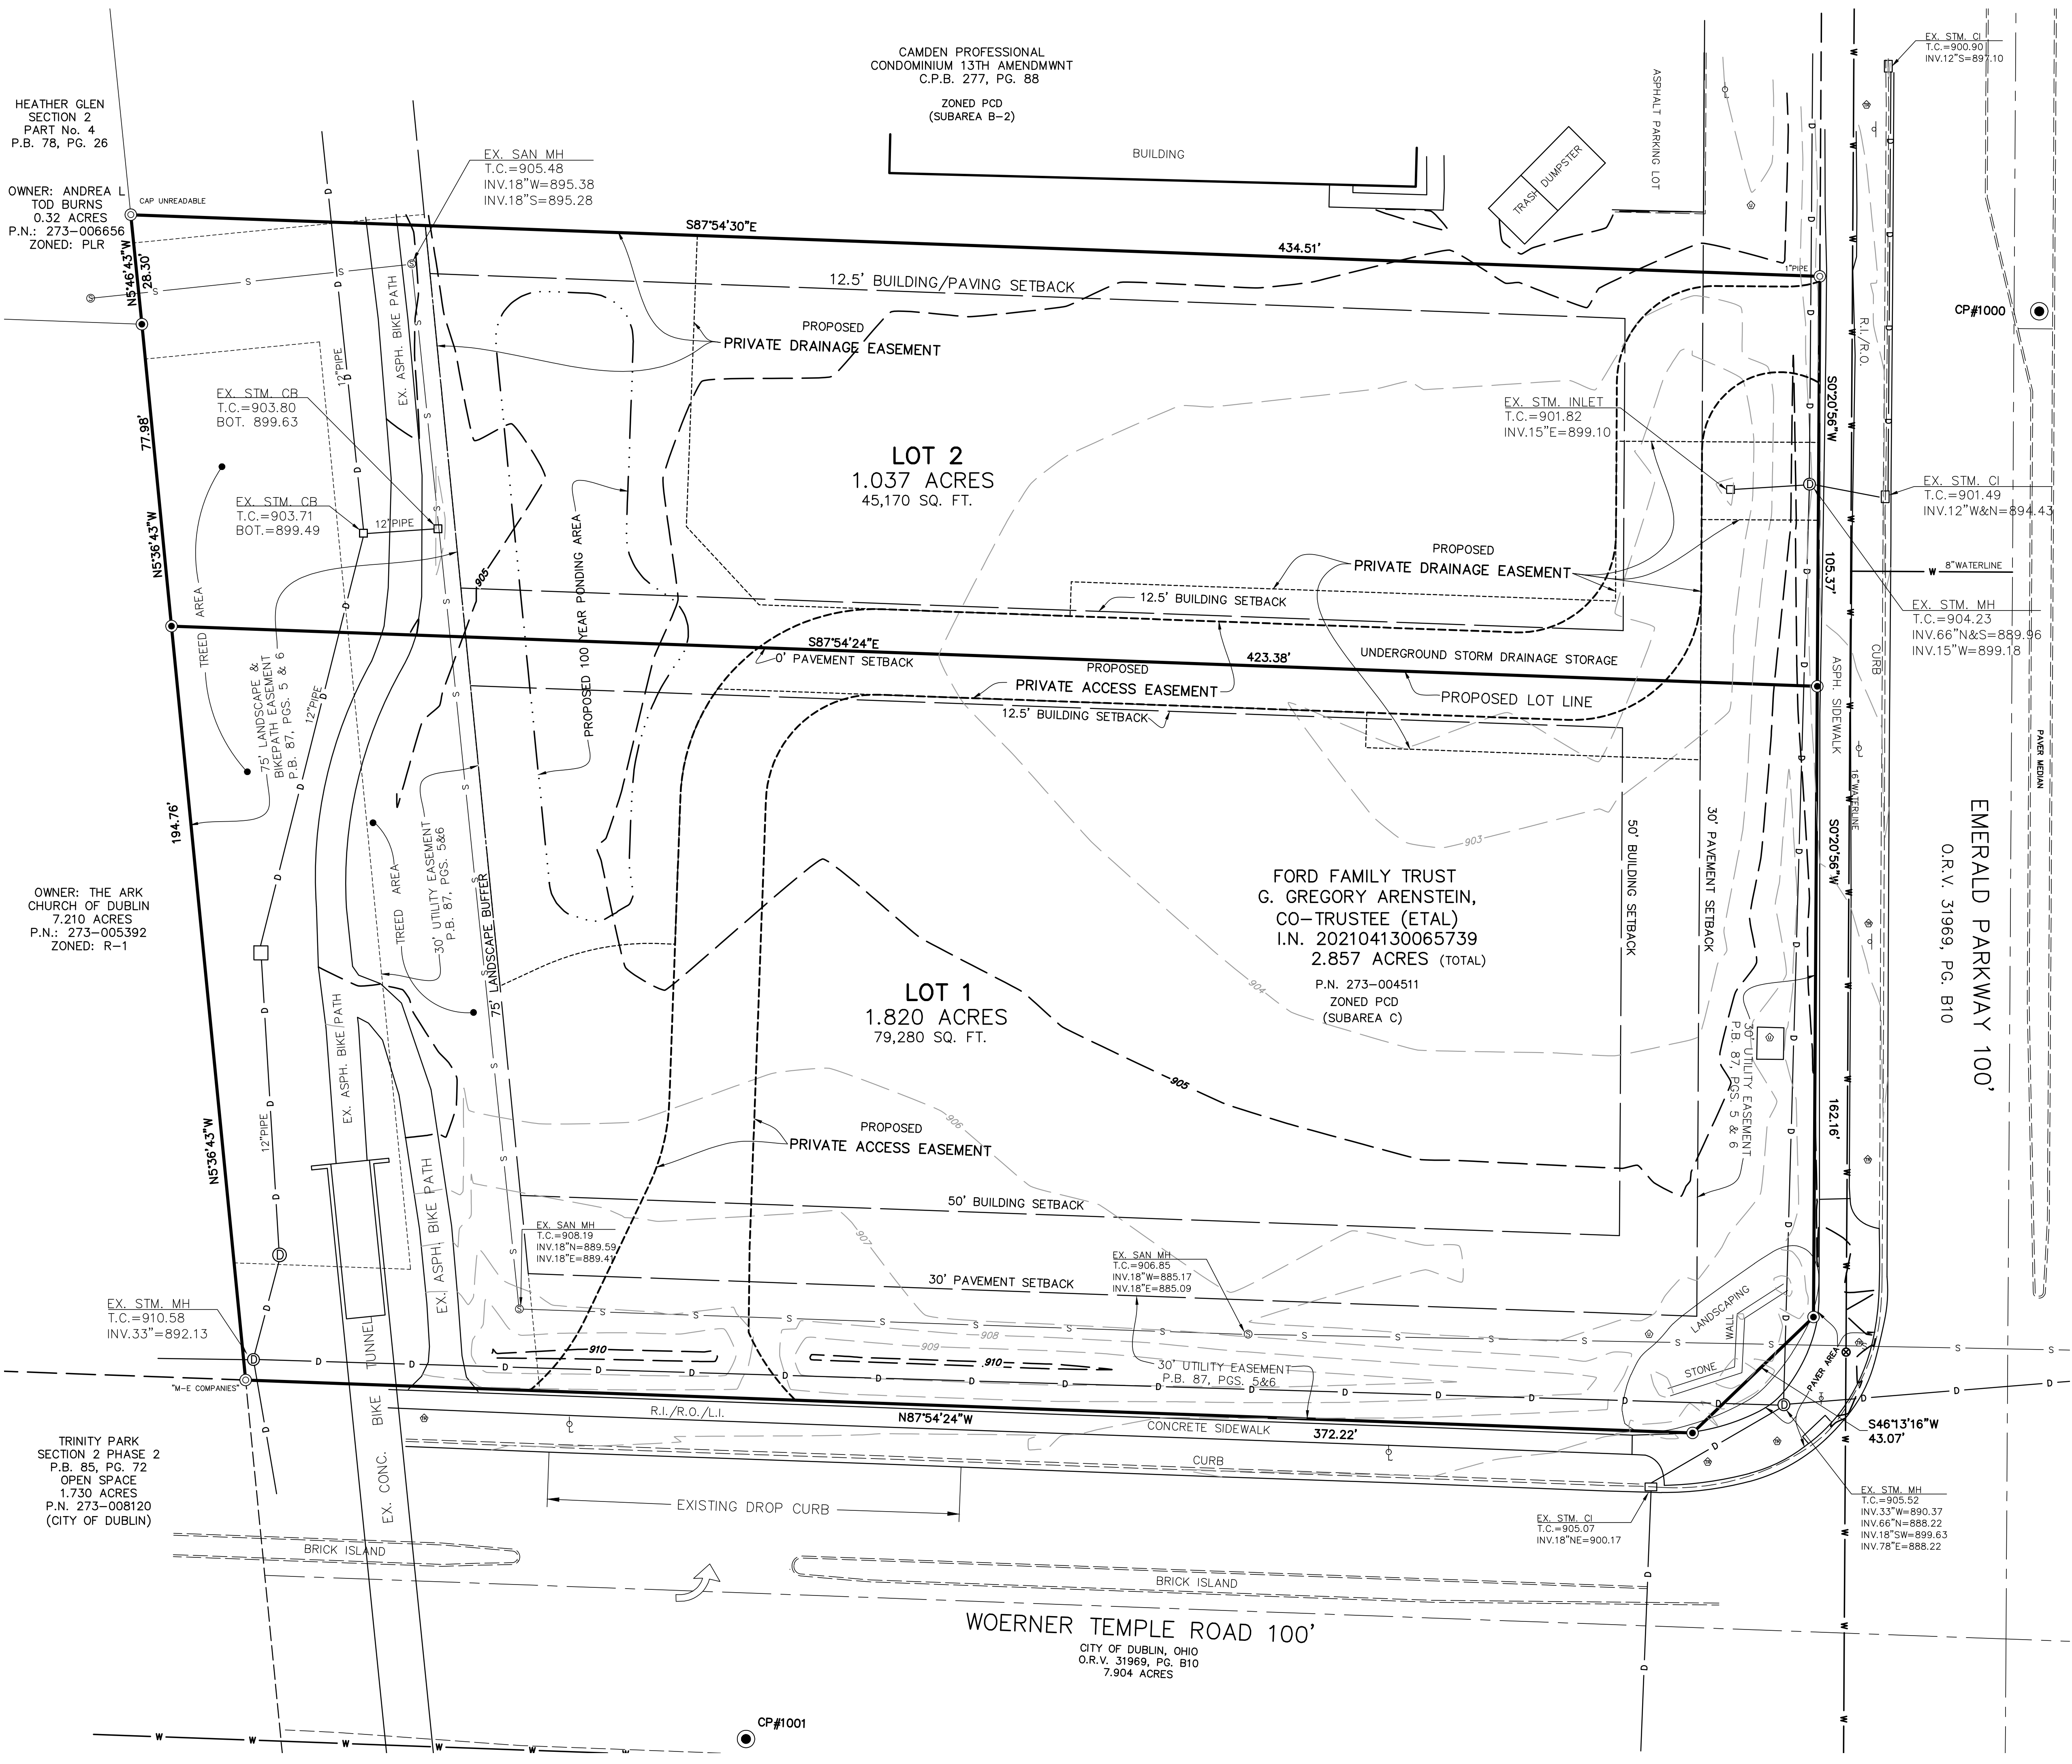 CAMDEN PROFESSIONAL
CONDOMINIUM 13TH AMENDMWNT
C.P.B. 277, PG. 88
ZONED PCD
(SUBAREA B-2)
BUILDING
TRASH
DUMPSTER
ASPHALT PARKING LOT
EX. STM. CI
T.C.=900.90
INV.12"S=897.10
HEATHER GLEN
SECTION 2
PART No. 4
P.B. 78, PG. 26
OWNER: ANDREA L
TOD BURNS
0.32 ACRES
P.N.: 273-006656
ZONED: PLR
CAP UNREADABLE
EX. SAN MH
T.C.=905.48
INV.18"W=895.38
INV.18"S=895.28
S87°54'30"E
434.51'
1"PIPE
N5°46'43"W
28.30'
12.5' BUILDING/PAVING SETBACK
PROPOSED
PRIVATE DRAINAGE EASEMENT
CP#1000
R.I./R.O.
12"PIPE
EX. ASPH. BIKE PATH
EX. STM. CB
T.C.=903.80
BOT. 899.63
77.98'
N5°36'43"W
EX. STM. CB
T.C.=903.71
BOT.=899.49
12"PIPE
LOT 2
1.037 ACRES
45,170 SQ. FT.
EX. STM. INLET
T.C.=901.82
INV.15"E=899.10
S0°20'56"W
105.37'
EX. STM. CI
T.C.=901.49
INV.12"W&N=894.43
8"WATERLINE
EX. STM. MH
T.C.=904.23
INV.66"N&S=889.96
INV.15"W=899.18
905
TREED AREA
75' LANDSCAPE &
BIKEPATH EASEMENT
P.B. 87, PGS. 5 & 6
12"PIPE
PROPOSED 100 YEAR PONDING AREA
PROPOSED
PRIVATE DRAINAGE EASEMENT
12.5' BUILDING SETBACK
S87°54'24"E
423.38'
0' PAVEMENT SETBACK
UNDERGROUND STORM DRAINAGE STORAGE
PROPOSED
PRIVATE ACCESS EASEMENT
PROPOSED LOT LINE
12.5' BUILDING SETBACK
CURB
ASPH. SIDEWALK
16"WATERLINE
PAVER MEDIAN
194.76'
903
TREED AREA
30' UTILITY EASEMENT
P.B. 87, PGS. 5&6
75' LANDSCAPE BUFFER
50' BUILDING SETBACK
30' PAVEMENT SETBACK
S0°20'56"W
EMERALD PARKWAY 100'
O.R.V. 31969, PG. B10
OWNER: THE ARK
CHURCH OF DUBLIN
7.210 ACRES
P.N.: 273-005392
ZONED: R-1
FORD FAMILY TRUST
G. GREGORY ARENSTEIN,
CO-TRUSTEE (ETAL)
I.N. 202104130065739
2.857 ACRES (TOTAL)
P.N. 273-004511
ZONED PCD
(SUBAREA C)
904
LOT 1
1.820 ACRES
79,280 SQ. FT.
905
30' UTILITY EASEMENT
P.B. 87, PGS. 5 & 6
162.16'
EX. ASPH. BIKE PATH
12"PIPE
N5°36'43"W
906
PROPOSED
PRIVATE ACCESS EASEMENT
50' BUILDING SETBACK
907
EX. ASPH. BIKE PATH
EX. SAN MH
T.C.=908.19
INV.18"N=889.59
INV.18"E=889.41
EX. SAN MH
T.C.=906.85
INV.18"W=885.17
INV.18"E=885.09
30' PAVEMENT SETBACK
EX. STM. MH
T.C.=910.58
INV.33"=892.13
908
909
910
910
LANDSCAPING
STONE
WALL
PAVER AREA
30' UTILITY EASEMENT
P.B. 87, PGS. 5&6
"M-E COMPANIES"
R.I./R.O./L.I.
N87°54'24"W
CONCRETE SIDEWALK
372.22'
S46°13'16"W
43.07'
CURB
EXISTING DROP CURB
EX. CONC. BIKE TUNNEL
TRINITY PARK
SECTION 2 PHASE 2
P.B. 85, PG. 72
OPEN SPACE
1.730 ACRES
P.N. 273-008120
(CITY OF DUBLIN)
EX. STM. CI
T.C.=905.07
INV.18"NE=900.17
EX. STM. MH
T.C.=905.52
INV.33"W=890.37
INV.66"N=888.22
INV.18"SW=899.63
INV.78"E=888.22
BRICK ISLAND
BRICK ISLAND
WOERNER TEMPLE ROAD 100'
CITY OF DUBLIN, OHIO
O.R.V. 31969, PG. B10
7.904 ACRES
CP#1001